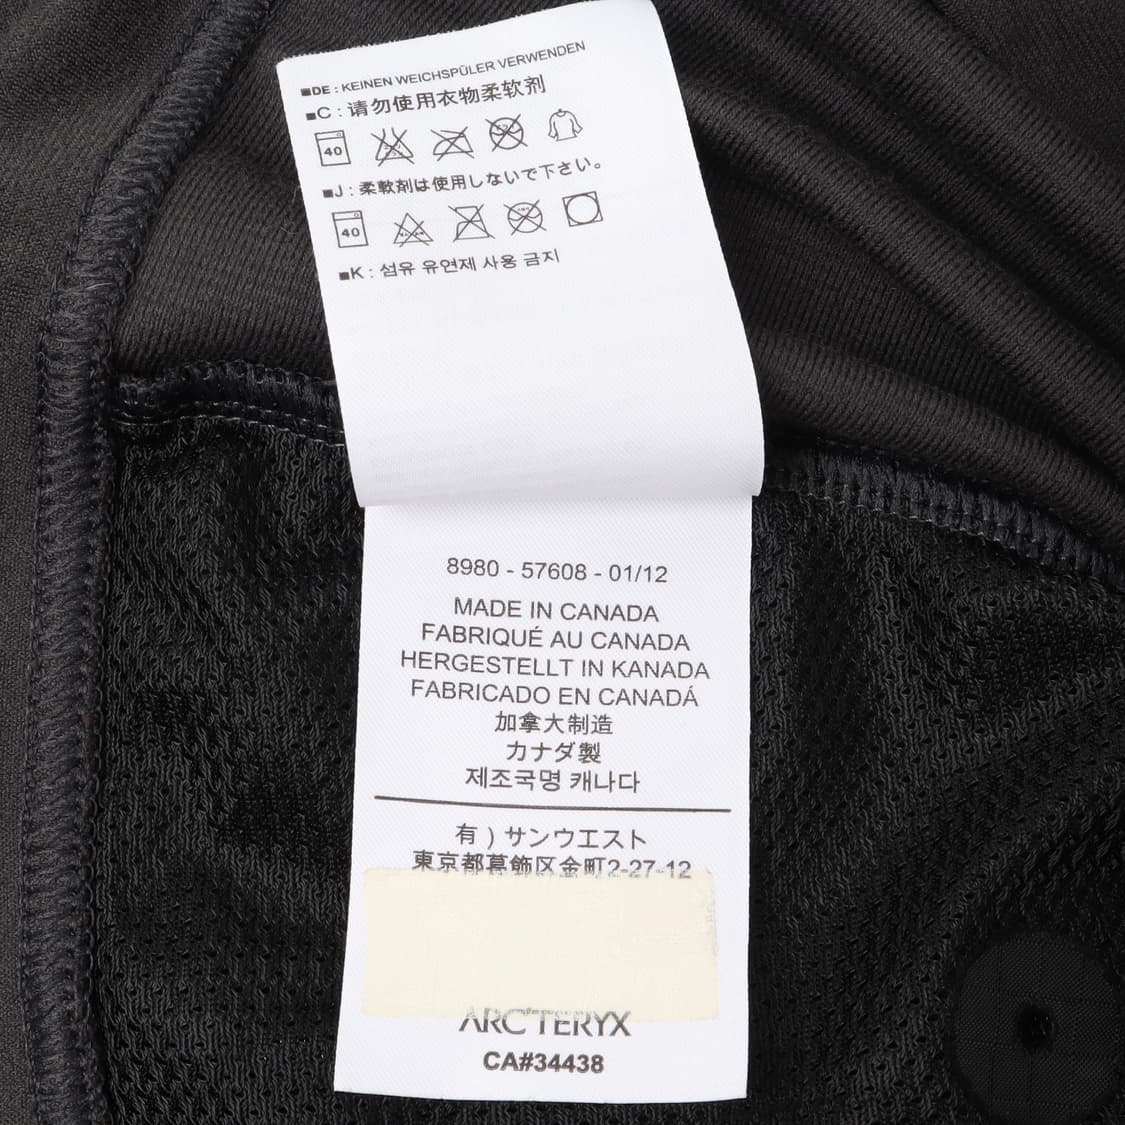 ■DE : KEINEN WEICHSPÜLER VERWENDEN
■C : 请勿使用衣物柔软剂
40
■J : 柔軟剤は使用しないで下さい。
40
■K : 섬유 유연제 사용 금지
8980 - 57608 - 01/12
MADE IN CANADA
FABRIQUÉ AU CANADA
HERGESTELLT IN KANADA
FABRICADO EN CANADÁ
加拿大制造
カナダ製
제조국명 캐나다
有 ) サンウエスト
東京都葛飾区金町2-27-12
ARC'TERYX
CA#34438